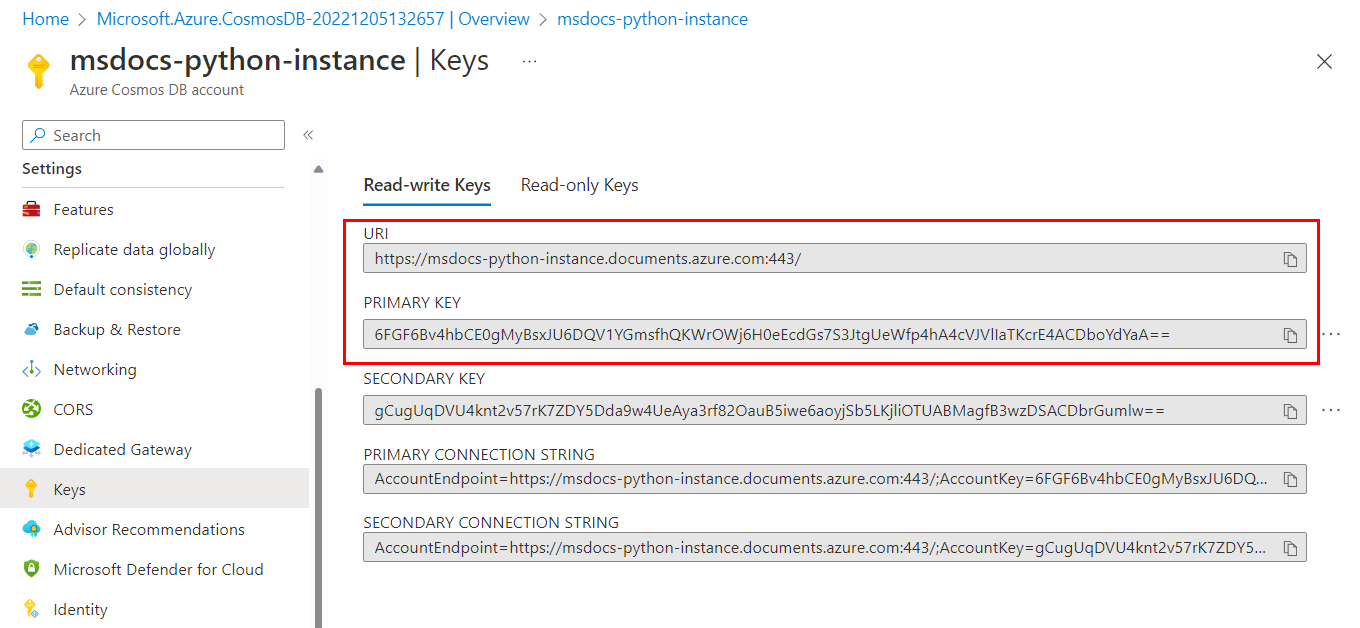 Home > Microsoft.Azure.CosmosDB-20221205132657 | Overview > msdocs-python-instance
msdocs-python-instance | Keys ...
Azure Cosmos DB account
Search
«
Settings
Features
Replicate data globally
Default consistency
Backup & Restore
Networking
CORS
Dedicated Gateway
Keys
Advisor Recommendations
Microsoft Defender for Cloud
Identity
Read-write Keys Read-only Keys
URI
https://msdocs-python-instance.documents.azure.com:443/
PRIMARY KEY
6FGF6Bv4hbCE0gMyBsxJU6DQV1YGmsfhQKWrOWj6H0eEcdGs7S3JtgUeWfp4hA4cVJVlIaTKcrE4ACDboYdYaA==
SECONDARY KEY
gCugUqDVU4knt2v57rK7ZDY5Dda9w4UeAya3rf82OauB5iwe6aoyjSb5LKjliOTUABMagfB3wzDSACDbrGumlw==
PRIMARY CONNECTION STRING
AccountEndpoint=https://msdocs-python-instance.documents.azure.com:443/;AccountKey=6FGF6Bv4hbCE0gMyBsxJU6DQ...
SECONDARY CONNECTION STRING
AccountEndpoint=https://msdocs-python-instance.documents.azure.com:443/;AccountKey=gCugUqDVU4knt2v57rK7ZDY5...